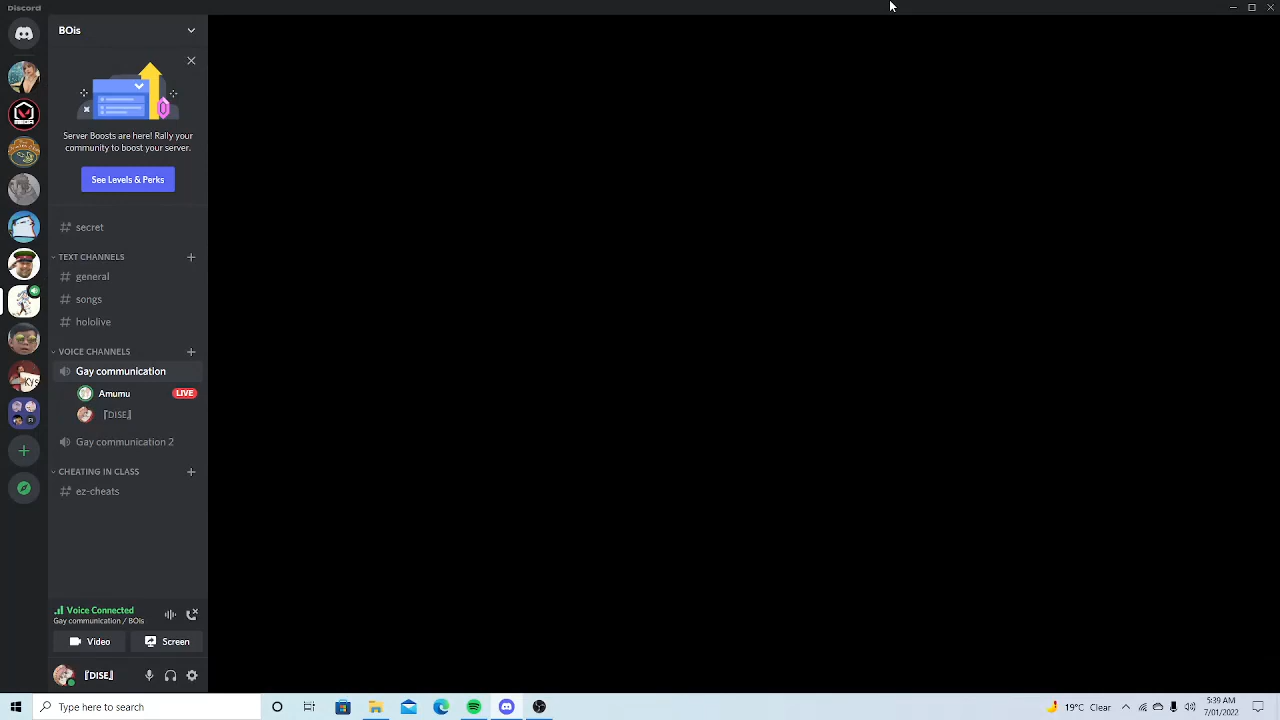 Discord
BOis
Server Boosts are here! Rally your
community to boost your server.
See Levels & Perks
secret
TEXT CHANNELS
general
songs
hololive
VOICE CHANNELS
Gay communication
Amumu
LIVE
『DISE』
Gay communication 2
CHEATING IN CLASS
ez-cheats
Voice Connected
Gay communication / BOis
Video
Screen
『DISE』
Type here to search
19°C Clear
5:39 AM
7/01/2022